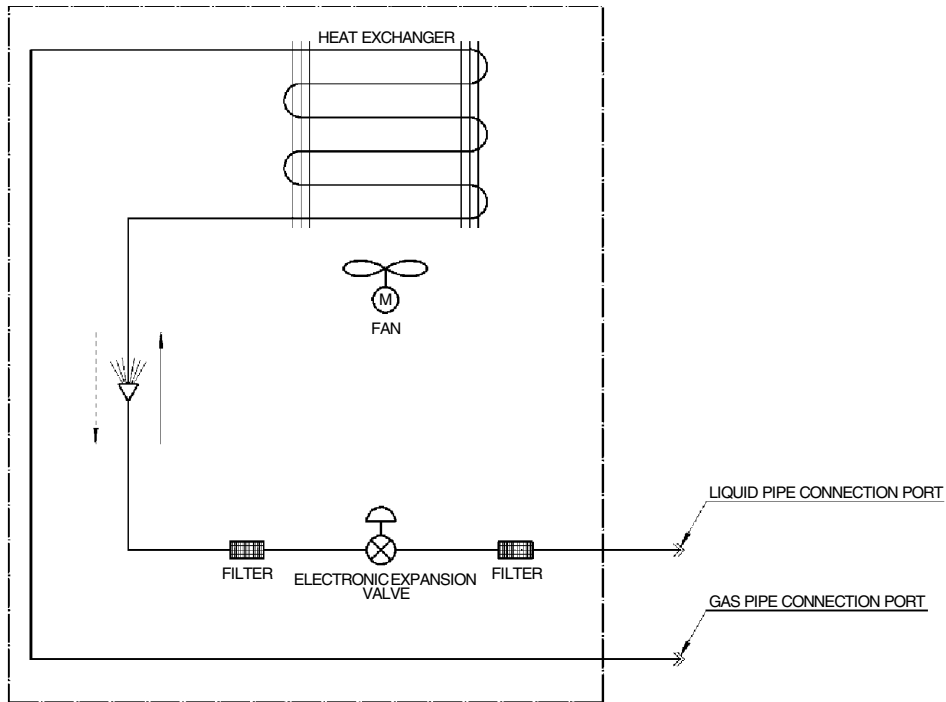 HEAT EXCHANGER
M
FAN
LIQUID PIPE CONNECTION PORT
FILTER
ELECTRONIC EXPANSION
VALVE
FILTER
GAS PIPE CONNECTION PORT